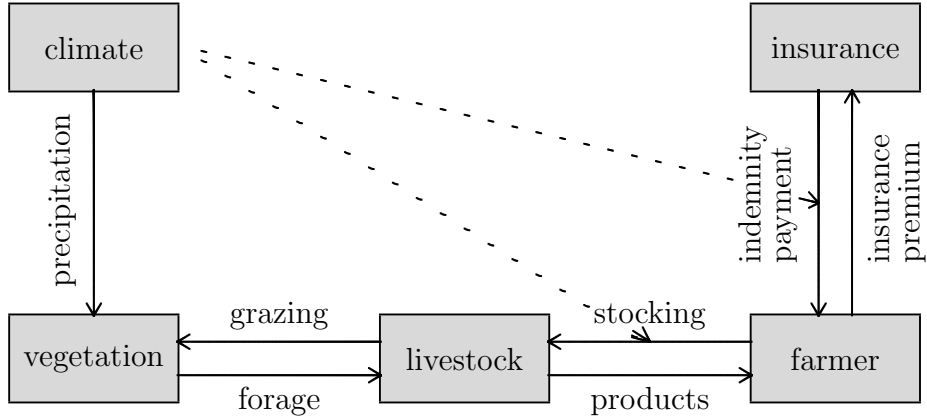 climate
insurance
precipitation
indemnity
payment
insurance
premium
grazing
stocking
vegetation
livestock
farmer
forage
products